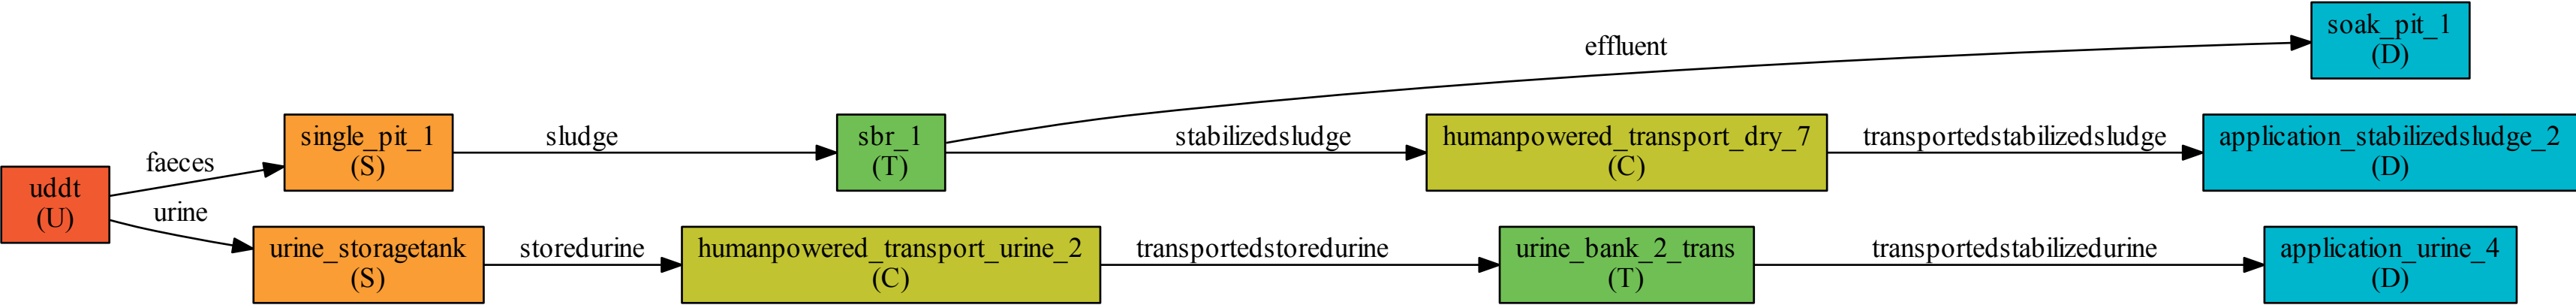 effluent
soak_pit_1
(D)
uddt
(U)
faeces
urine
single_pit_1
(S)
sludge
sbr_1
(T)
stabilizedsludge
humanpowered_transport_dry_7
(C)
transportedstabilizedsludge
application_stabilizedsludge_2
(D)
urine_storagetank
(S)
storedurine
humanpowered_transport_urine_2
(C)
transportedstoredurine
urine_bank_2_trans
(T)
transportedstabilizedurine
application_urine_4
(D)